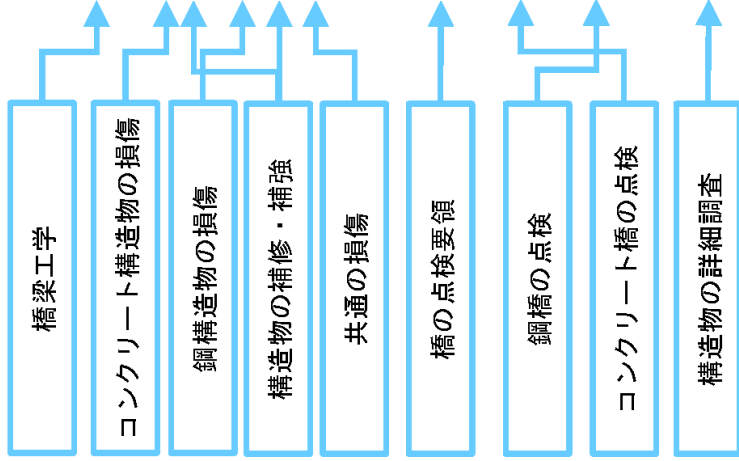 橋梁工学
コンクリート構造物の損傷
鋼構造物の損傷
構造物の補修・補強
共通の損傷
橋の点検要領
鋼橋の点検
コンクリート橋の点検
構造物の詳細調査